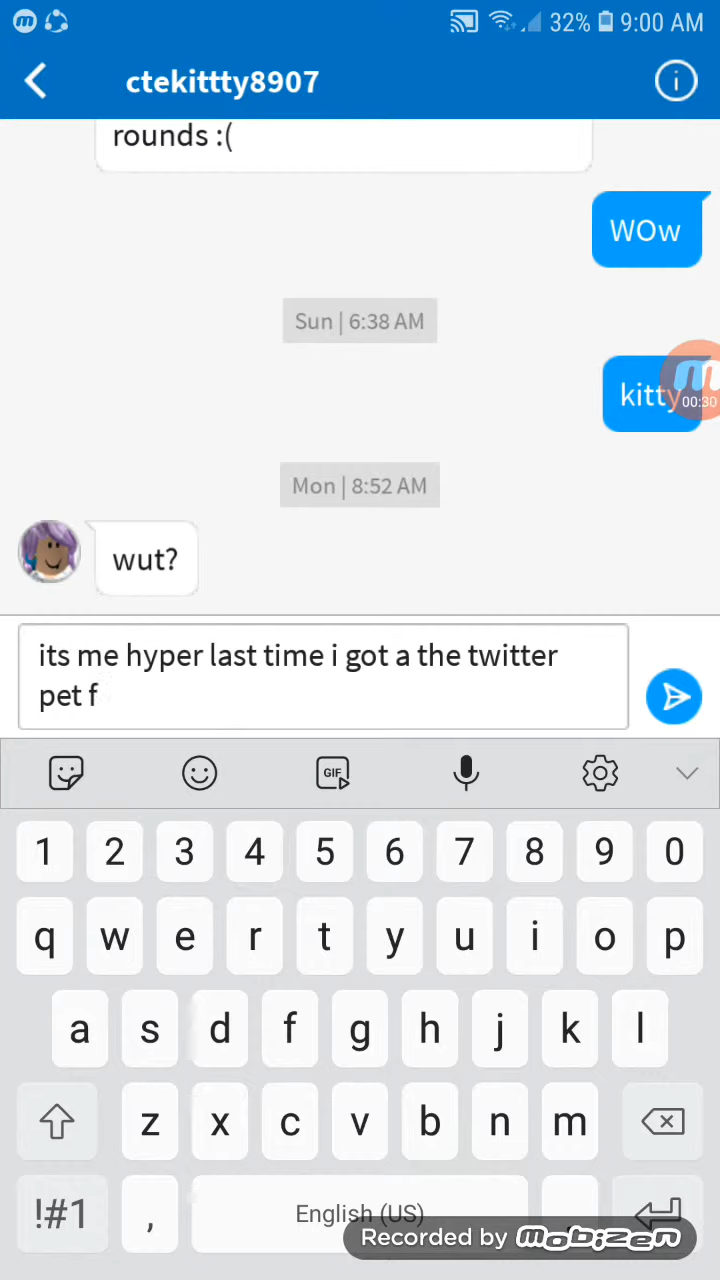 32% 9:00 AM
ctekittty8907
rounds :(
WOw
Sun | 6:38 AM
kitty
00:30
Mon | 8:52 AM
wut?
its me hyper last time i got a the twitter
pet f
GIF
1 2 3 4 5 6 7 8 9 0
q w e r t y u i o p
a s d f g h j k l
z x c v b n m
!#1 , English (US) .
Recorded by mobizen